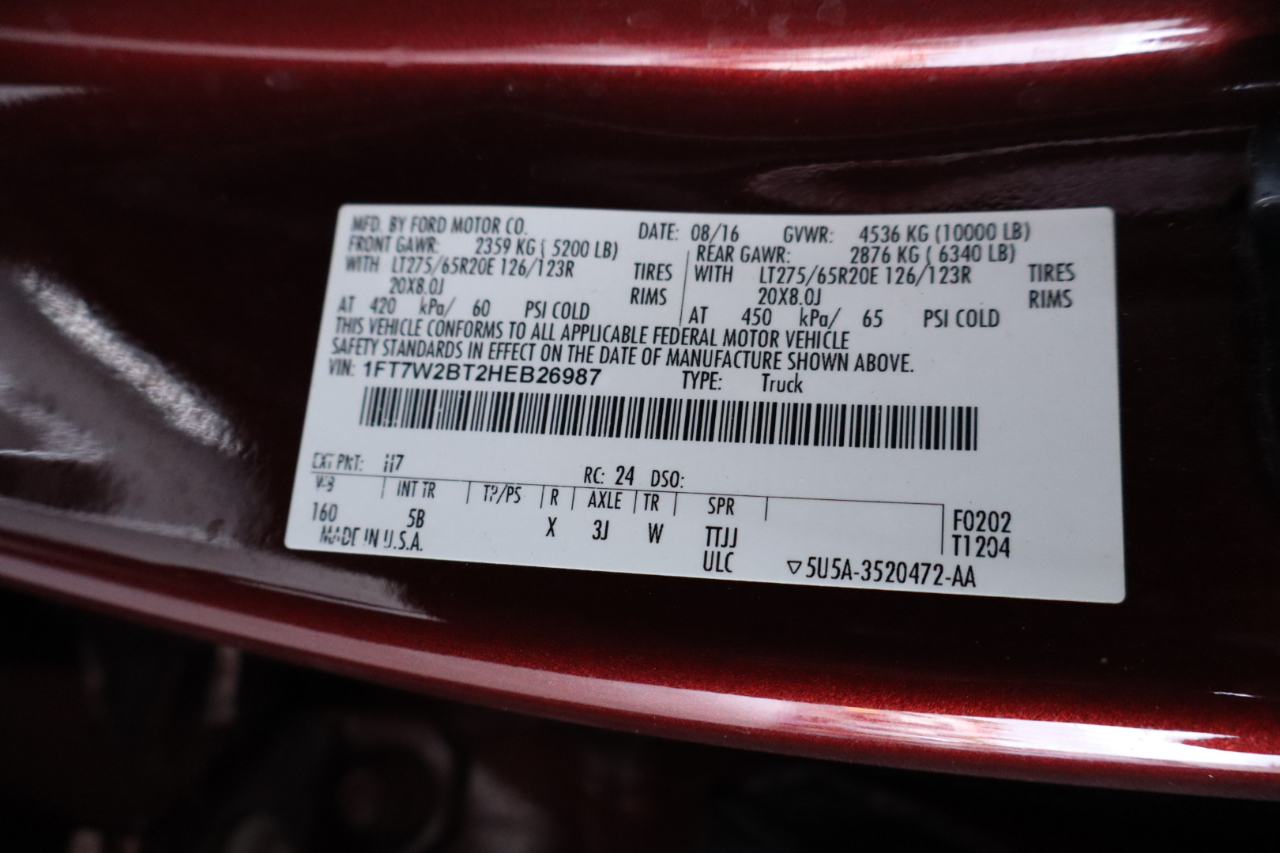 MFD. BY FORD MOTOR CO. DATE: 08/16 GVWR: 4536 KG (10000 LB)
FRONT GAWR: 2359 KG ( 5200 LB) REAR GAWR: 2876 KG ( 6340 LB)
WITH LT275/65R20E 126/123R TIRES WITH LT275/65R20E 126/123R TIRES
20X8.0J RIMS 20X8.0J RIMS
AT 420 kPa/ 60 PSI COLD AT 450 kPa/ 65 PSI COLD
THIS VEHICLE CONFORMS TO ALL APPLICABLE FEDERAL MOTOR VEHICLE
SAFETY STANDARDS IN EFFECT ON THE DATE OF MANUFACTURE SHOWN ABOVE.
VIN: 1FT7W2BT2HEB26987 TYPE: Truck
EXT PNT: RC: 24 DSO:
WB INT TR TP/PS R AXLE TR SPR
160 5B X 3J W TTJJ F0202
MADE IN U.S.A. ULC T1204
▽5U5A-3520472-AA